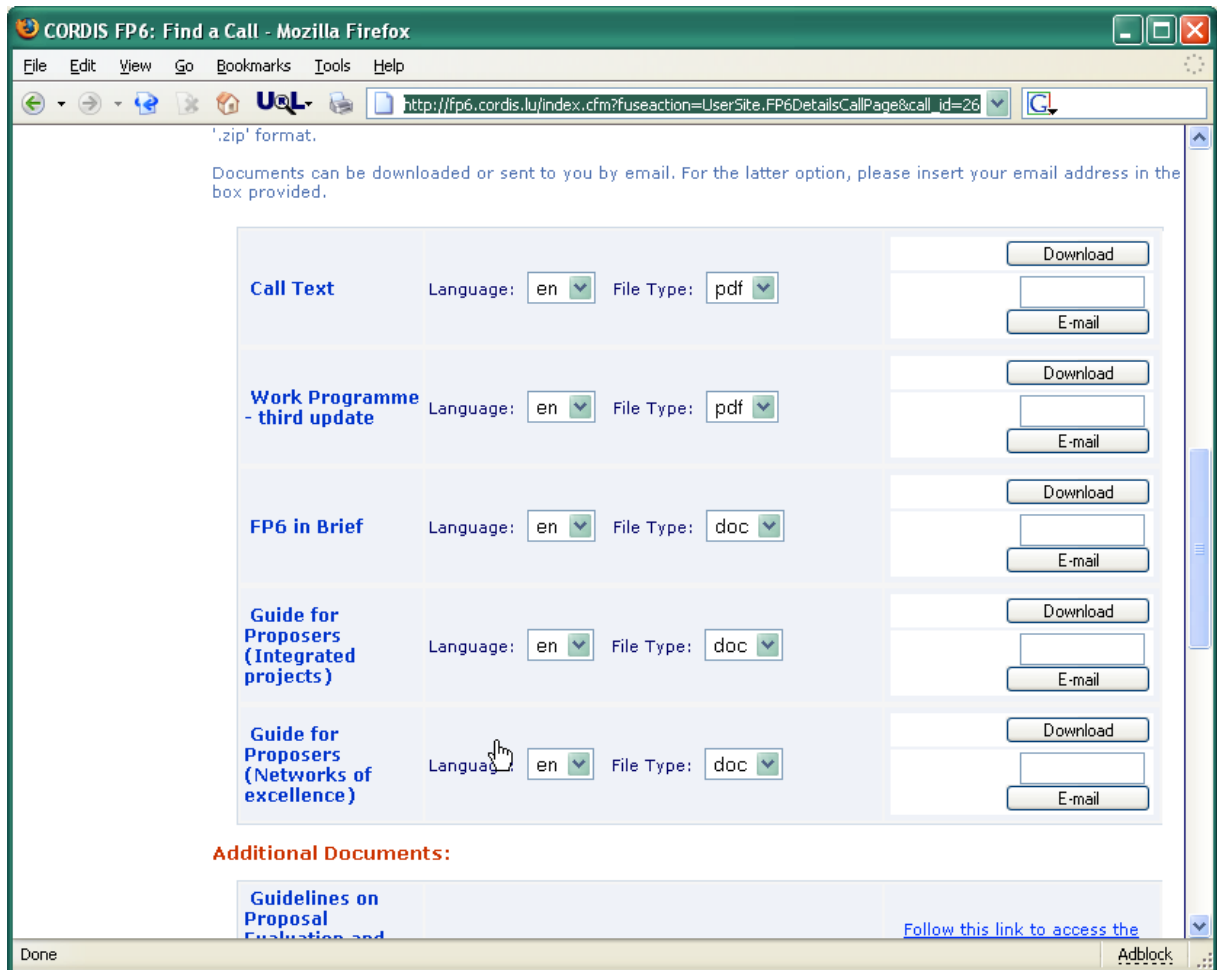 CORDIS FP6: Find a Call - Mozilla Firefox
File Edit View Go Bookmarks Tools Help
URL
http://fp6.cordis.lu/index.cfm?fuseaction=UserSite.FP6DetailsCallPage&call_id=26
G
'.zip' format.
Documents can be downloaded or sent to you by email. For the latter option, please insert your email address in the
box provided.
Download
Call Text Language: en File Type: pdf
E-mail
Download
Work Programme
- third update
Language: en File Type: pdf
E-mail
Download
FP6 in Brief Language: en File Type: doc
E-mail
Download
Guide for
Proposers
(Integrated
projects)
Language: en File Type: doc
E-mail
Download
Guide for
Proposers
(Networks of
excellence)
Language: en File Type: doc
E-mail
Additional Documents:
Guidelines on
Proposal
Evaluation and
Follow this link to access the
Done Adblock